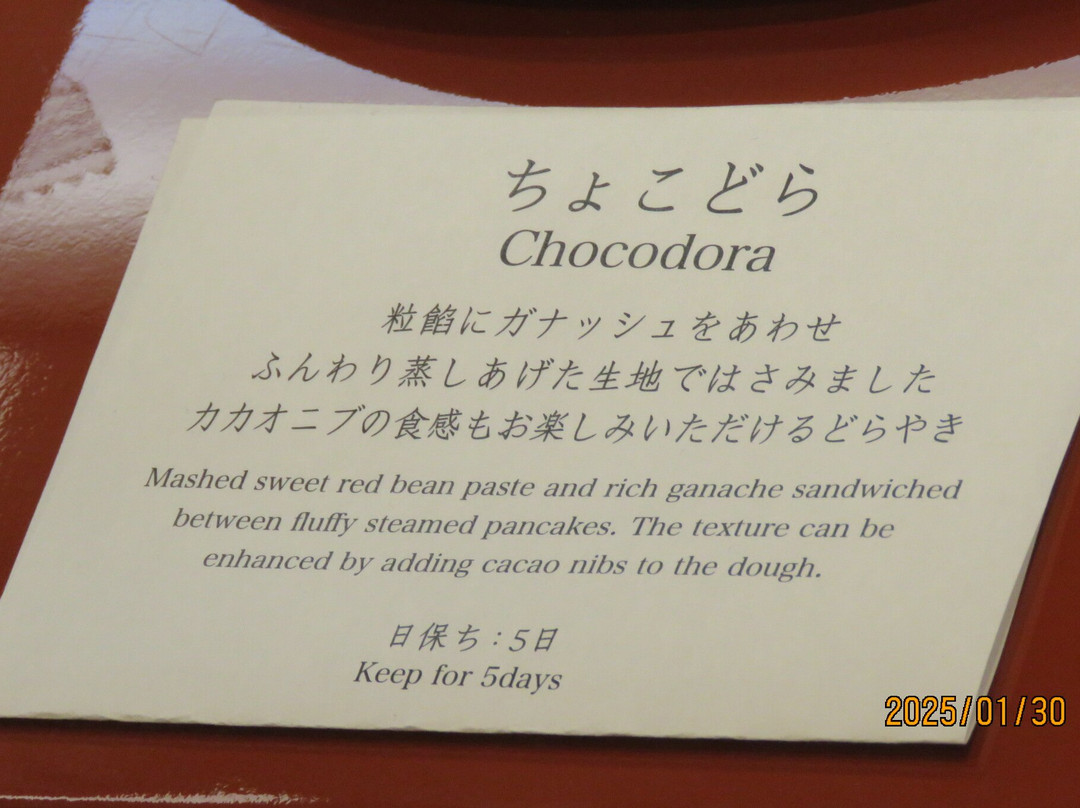 ちょこどら
Chocodora
粒餡にガナッシュをあわせ
ふんわり蒸しあげた生地ではさみました
カカオニブの食感もお楽しみいただけるどらやき
Mashed sweet red bean paste and rich ganache sandwiched
between fluffy steamed pancakes. The texture can be
enhanced by adding cacao nibs to the dough.
日保ち：5日
Keep for 5days
2025/01/30